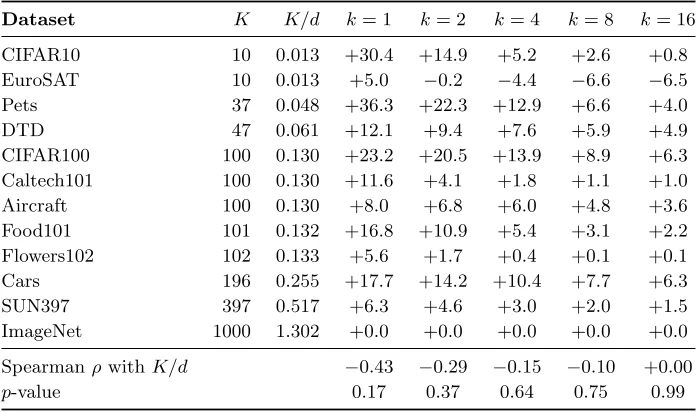 Dataset K K/d k = 1 k = 2 k = 4 k = 8 k = 16
CIFAR10 10 0.013 +30.4 +14.9 +5.2 +2.6 +0.8
EuroSAT 10 0.013 +5.0 −0.2 −4.4 −6.6 −6.5
Pets 37 0.048 +36.3 +22.3 +12.9 +6.6 +4.0
DTD 47 0.061 +12.1 +9.4 +7.6 +5.9 +4.9
CIFAR100 100 0.130 +23.2 +20.5 +13.9 +8.9 +6.3
Caltech101 100 0.130 +11.6 +4.1 +1.8 +1.1 +1.0
Aircraft 100 0.130 +8.0 +6.8 +6.0 +4.8 +3.6
Food101 101 0.132 +16.8 +10.9 +5.4 +3.1 +2.2
Flowers102 102 0.133 +5.6 +1.7 +0.4 +0.1 +0.1
Cars 196 0.255 +17.7 +14.2 +10.4 +7.7 +6.3
SUN397 397 0.517 +6.3 +4.6 +3.0 +2.0 +1.5
ImageNet 1000 1.302 +0.0 +0.0 +0.0 +0.0 +0.0
Spearman ρ with K/d −0.43 −0.29 −0.15 −0.10 +0.00
p-value 0.17 0.37 0.64 0.75 0.99